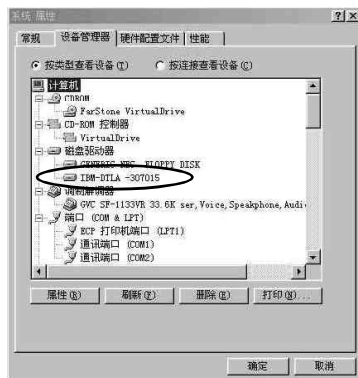 系统 属性
常规 设备管理器 硬件配置文件 性能
按类型查看设备(T) 按连接查看设备(C)
计算机
CDROM
FarStone VirtualDrive
CD-ROM 控制器
VirtualDrive
磁盘驱动器
GENERIC NEC FLOPPY DISK
IBM-DTLA -307015
调制解调器
GVC SF-1133VR 33.6K ser,Voice,Speakphone,Audi
端口 (COM & LPT)
ECP 打印机端口 (LPT1)
通讯端口 (COM1)
通讯端口 (COM2)
属性(R) 刷新(F) 删除(E) 打印(N)...
确定 取消